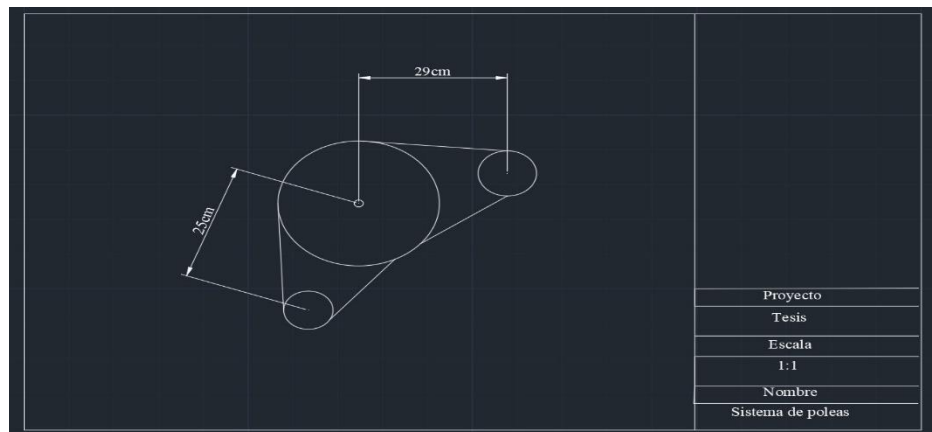 29cm
25cm
Proyecto
Tesis
Escala
1:1
Nombre
Sistema de poleas